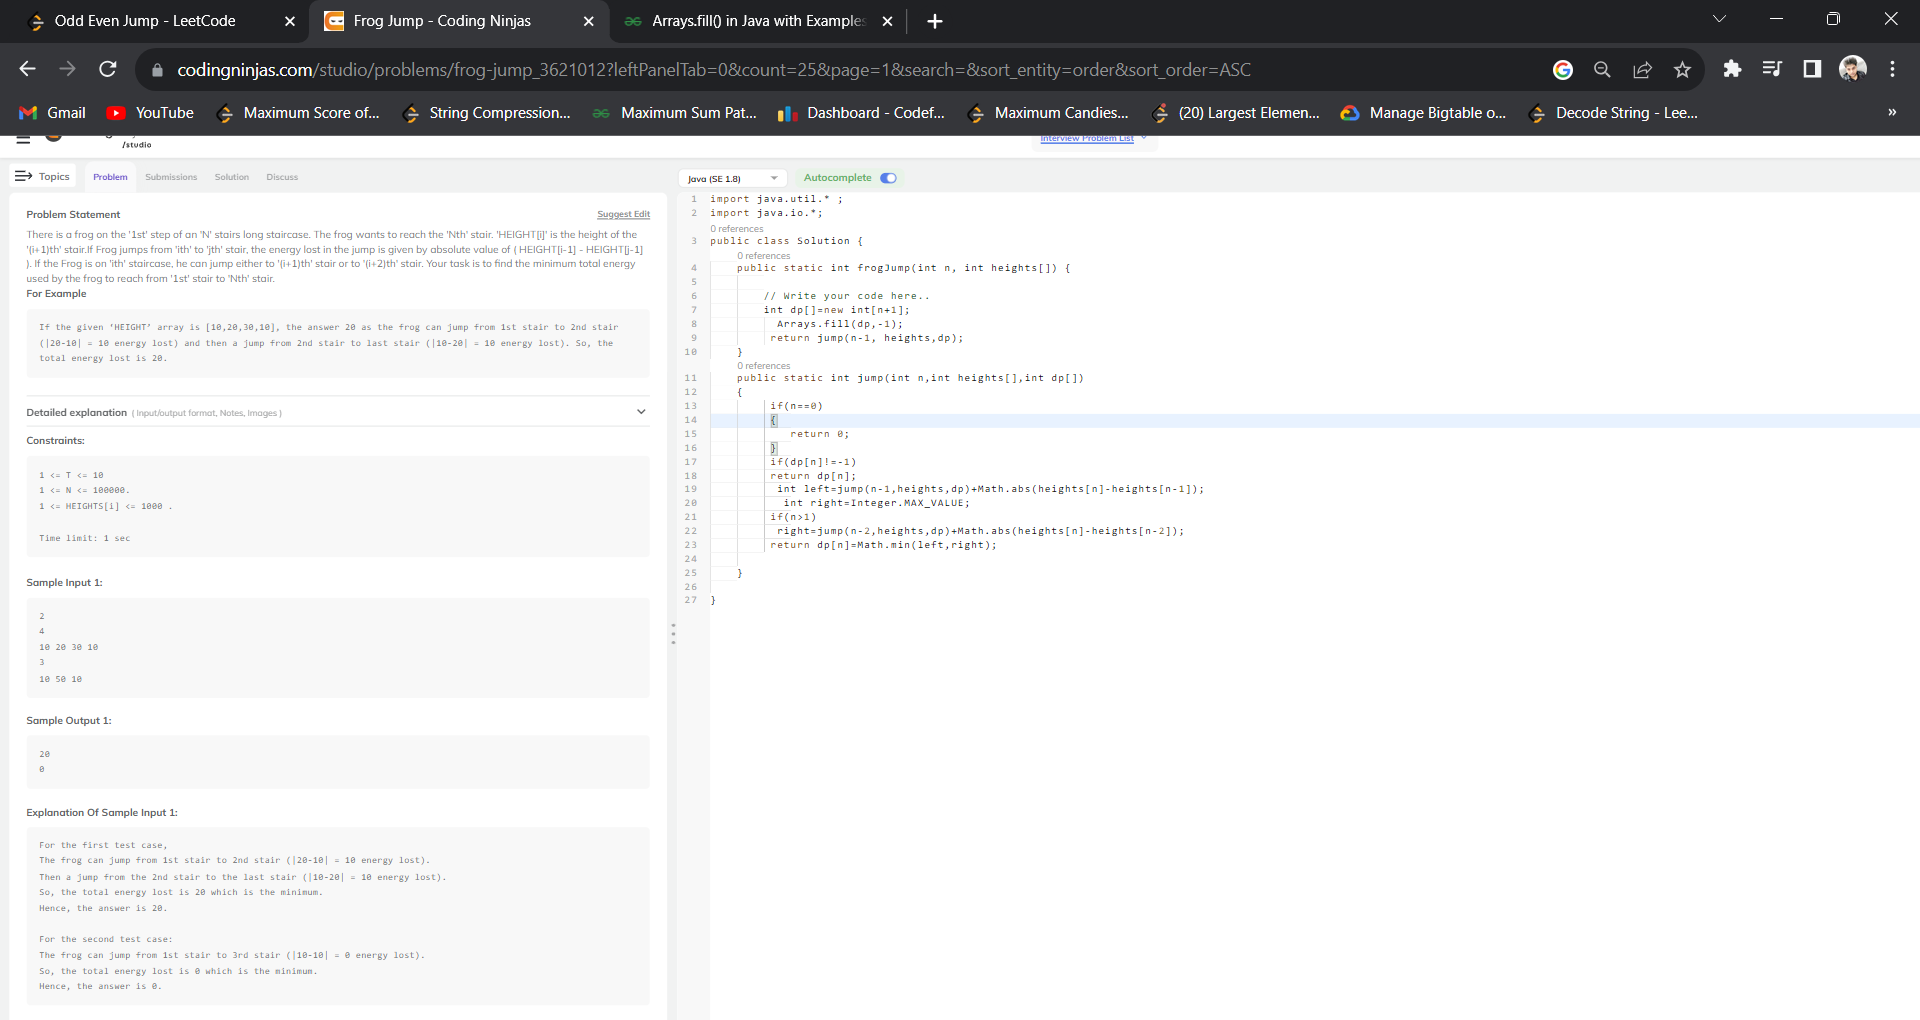 Odd Even Jump - LeetCode
Frog Jump - Coding Ninjas
Arrays.fill() in Java with Examples
codingninjas.com/studio/problems/frog-jump_3621012?leftPanelTab=0&count=25&page=1&search=&sort_entity=order&sort_order=ASC
Gmail
YouTube
Maximum Score of...
String Compression...
Maximum Sum Pat...
Dashboard - Codef...
Maximum Candies...
(20) Largest Elemen...
Manage Bigtable o...
Decode String - Lee...
»
/studio
Interview Problem List
Topics
Problem
Submissions
Solution
Discuss
Problem Statement
Suggest Edit
There is a frog on the '1st' step of an 'N' stairs long staircase. The frog wants to reach the 'Nth' stair. 'HEIGHT[i]' is the height of the
'(i+1)th' stair.If Frog jumps from 'ith' to 'jth' stair, the energy lost in the jump is given by absolute value of ( HEIGHT[i-1] - HEIGHT[j-1]
). If the Frog is on 'ith' staircase, he can jump either to '(i+1)th' stair or to '(i+2)th' stair. Your task is to find the minimum total energy
used by the frog to reach from '1st' stair to 'Nth' stair.
For Example
If the given ‘HEIGHT’ array is [10,20,30,10], the answer 20 as the frog can jump from 1st stair to 2nd stair
(|20-10| = 10 energy lost) and then a jump from 2nd stair to last stair (|10-20| = 10 energy lost). So, the
total energy lost is 20.
Detailed explanation ( Input/output format, Notes, Images )
Constraints:
1 <= T <= 10
1 <= N <= 100000.
1 <= HEIGHTS[i] <= 1000 .
Time limit: 1 sec
Sample Input 1:
2
4
10 20 30 10
3
10 50 10
Sample Output 1:
20
0
Explanation Of Sample Input 1:
For the first test case,
The frog can jump from 1st stair to 2nd stair (|20-10| = 10 energy lost).
Then a jump from the 2nd stair to the last stair (|10-20| = 10 energy lost).
So, the total energy lost is 20 which is the minimum.
Hence, the answer is 20.
For the second test case:
The frog can jump from 1st stair to 3rd stair (|10-10| = 0 energy lost).
So, the total energy lost is 0 which is the minimum.
Hence, the answer is 0.
Java (SE 1.8)
Autocomplete
1 import java.util.* ;
2 import java.io.*;
0 references
3 public class Solution {
0 references
4 public static int frogJump(int n, int heights[]) {
5
6 // Write your code here..
7 int dp[]=new int[n+1];
8 Arrays.fill(dp,-1);
9 return jump(n-1, heights,dp);
10 }
0 references
11 public static int jump(int n,int heights[],int dp[])
12 {
13 if(n==0)
14 {
15 return 0;
16 }
17 if(dp[n]!=-1)
18 return dp[n];
19 int left=jump(n-1,heights,dp)+Math.abs(heights[n]-heights[n-1]);
20 int right=Integer.MAX_VALUE;
21 if(n>1)
22 right=jump(n-2,heights,dp)+Math.abs(heights[n]-heights[n-2]);
23 return dp[n]=Math.min(left,right);
24
25 }
26
27 }